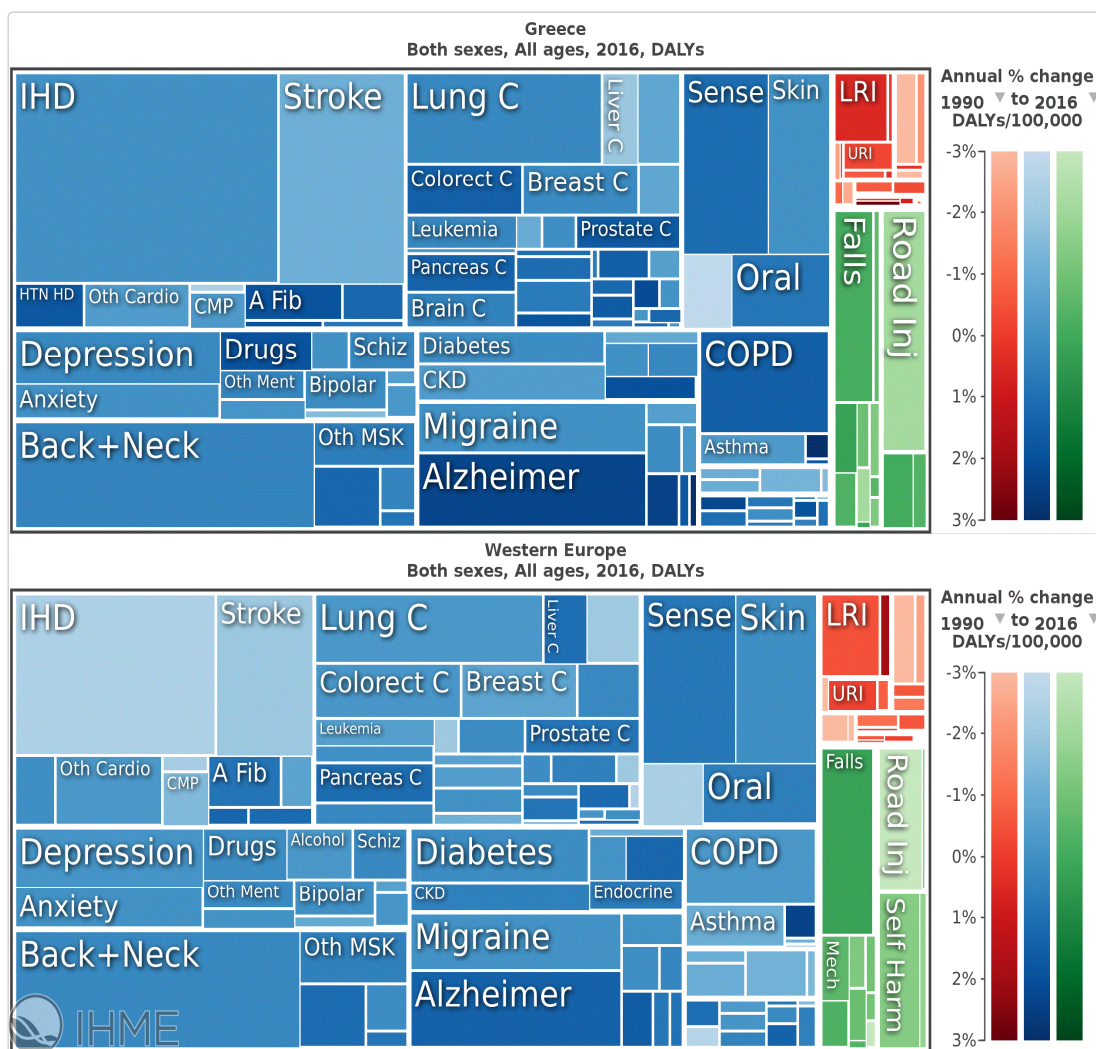 Greece
Both sexes, All ages, 2016, DALYs
IHD
Stroke
Lung C
Liver C
Sense
Skin
LRI
URI
Colorect C
Breast C
Leukemia
Prostate C
Pancreas C
Brain C
Oral
Falls
Road Inj
HTN HD
Oth Cardio
CMP
A Fib
Depression
Drugs
Schiz
Anxiety
Oth Ment
Bipolar
Back+Neck
Oth MSK
Diabetes
CKD
Migraine
Alzheimer
COPD
Asthma
Annual % change
1990 ▼ to 2016 ▼
DALYs/100,000
-3%
-2%
-1%
0%
1%
2%
3%
Western Europe
Both sexes, All ages, 2016, DALYs
IHD
Stroke
Lung C
Liver C
Sense
Skin
LRI
URI
Colorect C
Breast C
Leukemia
Prostate C
Pancreas C
Oral
Falls
Road Inj
Oth Cardio
CMP
A Fib
Depression
Drugs
Alcohol
Schiz
Anxiety
Oth Ment
Bipolar
Back+Neck
Oth MSK
Diabetes
CKD
Endocrine
Migraine
Alzheimer
COPD
Asthma
Mech
Self Harm
IHME
Annual % change
1990 ▼ to 2016 ▼
DALYs/100,000
-3%
-2%
-1%
0%
1%
2%
3%